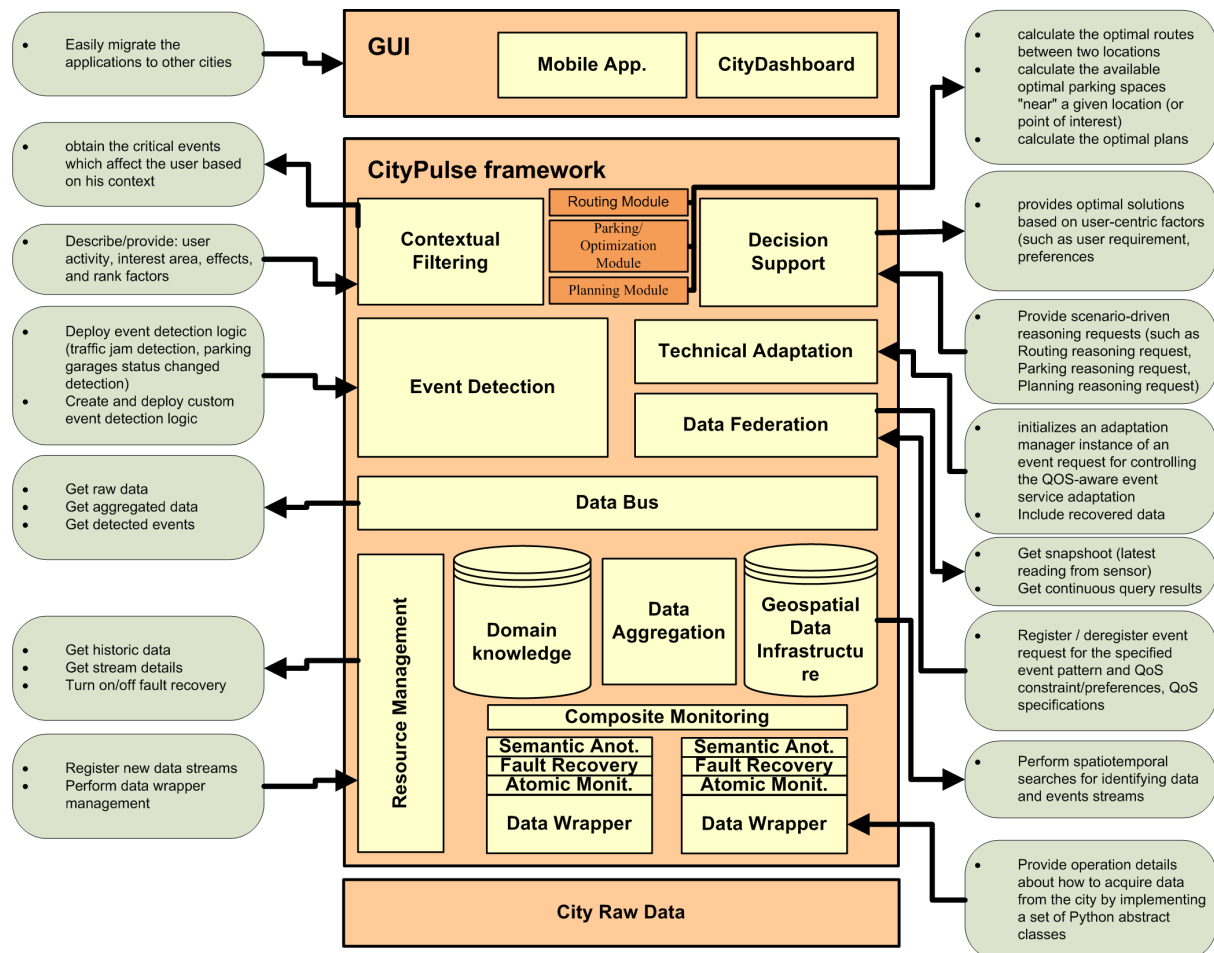 • Easily migrate the
applications to other cities
• obtain the critical events
which affect the user based
on his context
• Describe/provide: user
activity, interest area, effects,
and rank factors
• Deploy event detection logic
(traffic jam detection, parking
garages status changed
detection)
• Create and deploy custom
event detection logic
• Get raw data
• Get aggregated data
• Get detected events
• Get historic data
• Get stream details
• Turn on/off fault recovery
• Register new data streams
• Perform data wrapper
management
GUI
Mobile App.
CityDashboard
CityPulse framework
Contextual
Filtering
Routing Module
Parking/
Optimization
Module
Planning Module
Decision
Support
Event Detection
Technical Adaptation
Data Federation
Data Bus
Resource Management
Domain
knowledge
Data
Aggregation
Geospatial
Data
Infrastructu
re
Composite Monitoring
Semantic Anot.
Fault Recovery
Atomic Monit.
Data Wrapper
Semantic Anot.
Fault Recovery
Atomic Monit.
Data Wrapper
City Raw Data
• calculate the optimal routes
between two locations
• calculate the available
optimal parking spaces
"near" a given location (or
point of interest)
• calculate the optimal plans
• provides optimal solutions
based on user-centric factors
(such as user requirement,
preferences
• Provide scenario-driven
reasoning requests (such as
Routing reasoning request,
Parking reasoning request,
Planning reasoning request)
• initializes an adaptation
manager instance of an
event request for controlling
the QOS-aware event
service adaptation
• Include recovered data
• Get snapshoot (latest
reading from sensor)
• Get continuous query results
• Register / deregister event
request for the specified
event pattern and QoS
constraint/preferences, QoS
specifications
• Perform spatiotemporal
searches for identifying data
and events streams
• Provide operation details
about how to acquire data
from the city by implementing
a set of Python abstract
classes